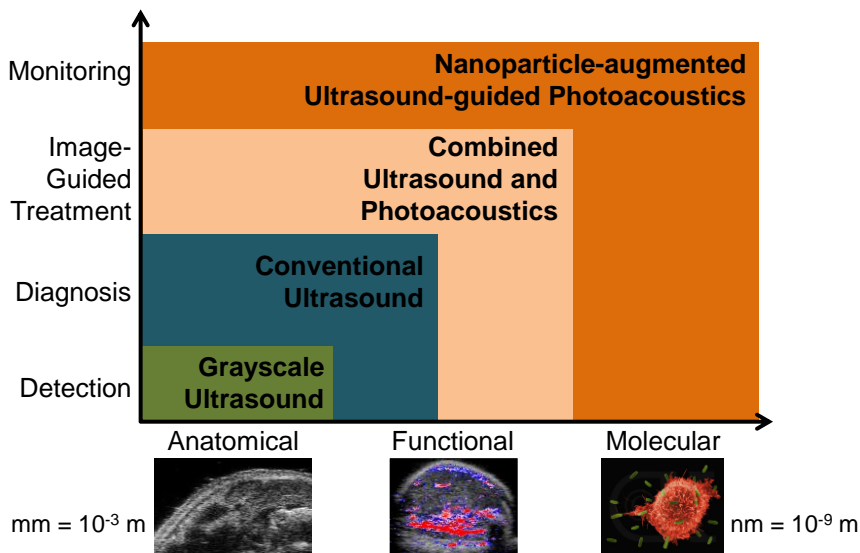 Monitoring
Nanoparticle-augmented
Ultrasound-guided Photoacoustics
Image-
Guided
Treatment
Combined
Ultrasound and
Photoacoustics
Diagnosis
Conventional
Ultrasound
Detection
Grayscale
Ultrasound
Anatomical
Functional
Molecular
mm = 10⁻³ m
nm = 10⁻⁹ m